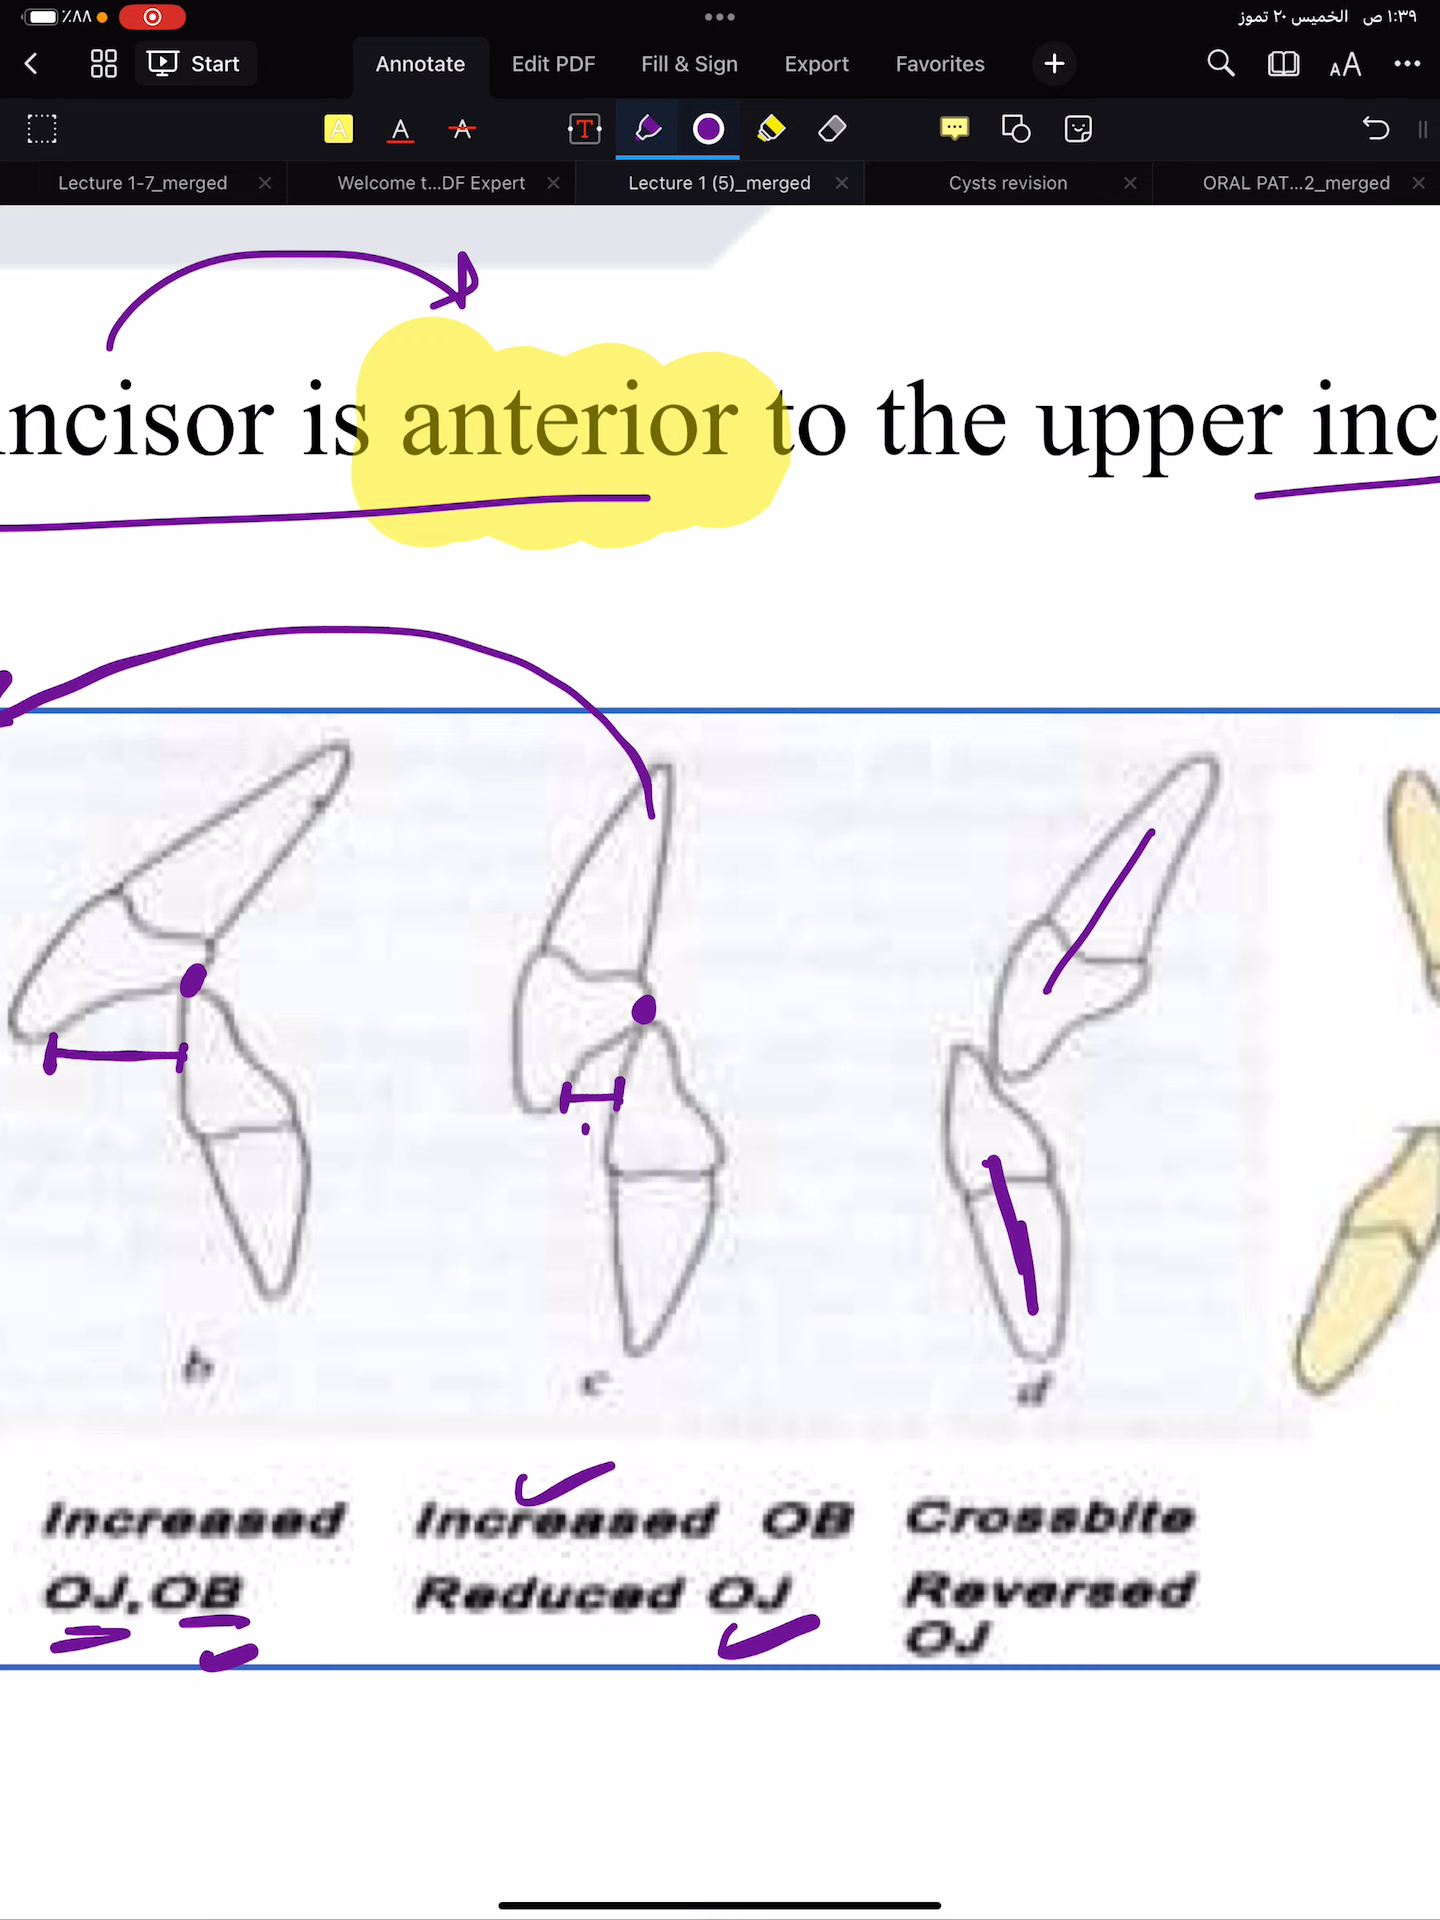 ٪٨٨ ١:٣٩ ص الخميس ٢٠ تموز
Start Annotate Edit PDF Fill & Sign Export Favorites AA
A A A T
Lecture 1-7_merged Welcome t...DF Expert Lecture 1 (5)_merged Cysts revision ORAL PAT...2_merged
ncisor is anterior to the upper inc
b c d
Increased Increased OB Crossbite
OJ,OB Reduced OJ Reversed
OJ